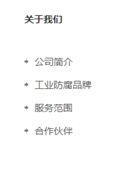 关于我们
* 公司简介
* 工业防腐品牌
* 服务范围
* 合作伙伴